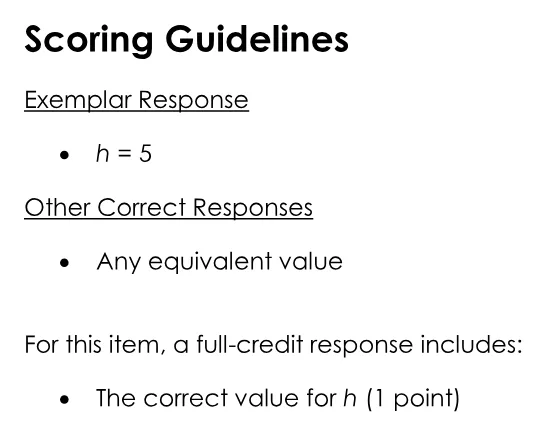 Scoring Guidelines
Exemplar Response
• h = 5
Other Correct Responses
• Any equivalent value
For this item, a full-credit response includes:
• The correct value for h (1 point)